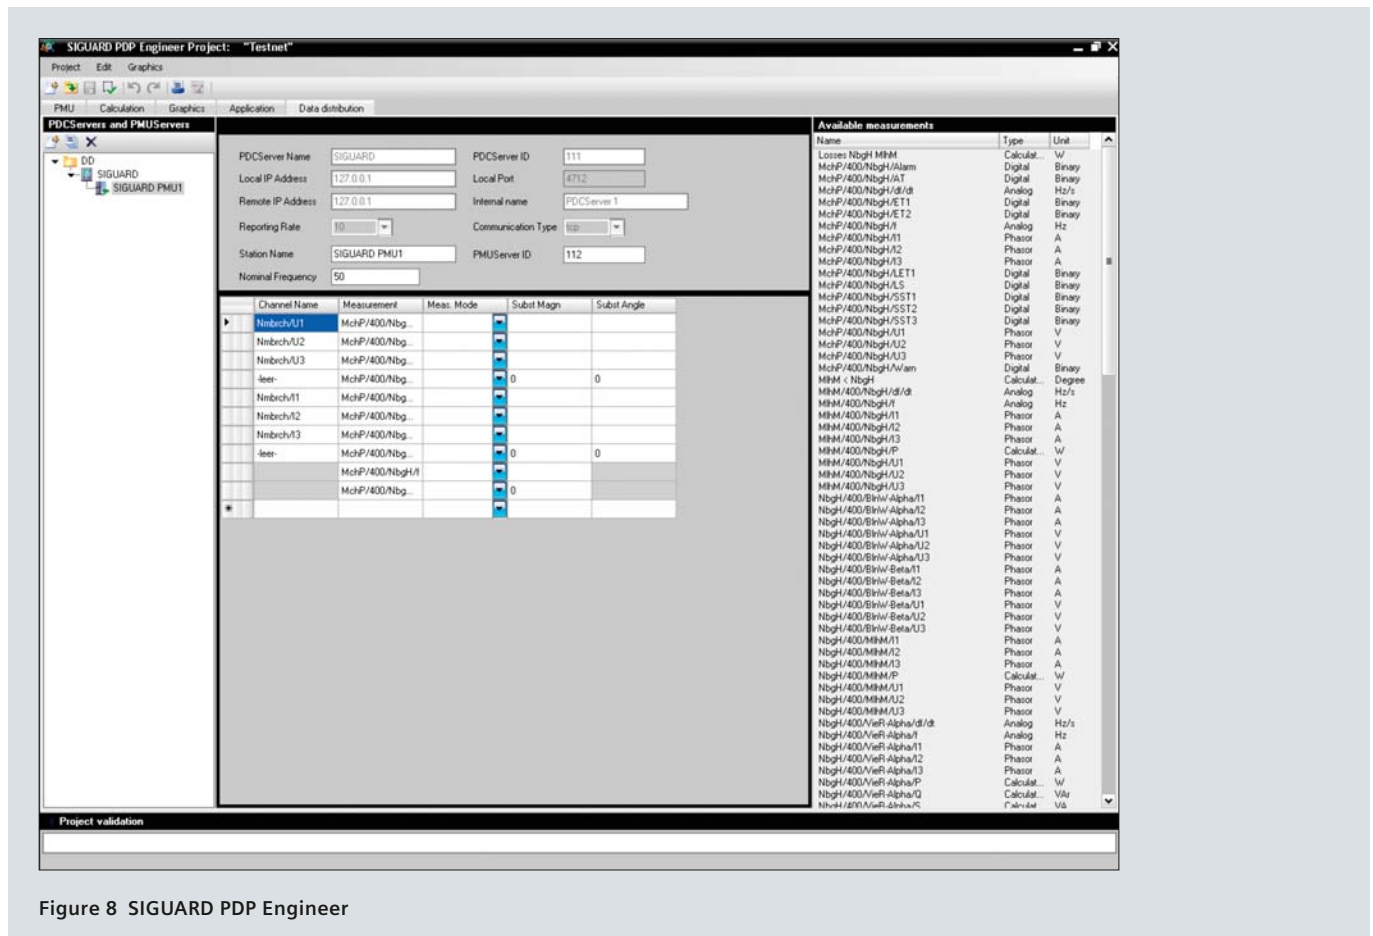 SIGUARD PDP Engineer Project: "Testnet"
Project Edit Graphics
PMU Calculation Graphics Application Data distribution
PDCServers and PMUServers
DD
SIGUARD
SIGUARD PMU1
PDCServer Name SIGUARD PDCServer ID 111
Local IP Address 127.0.0.1 Local Port 4712
Remote IP Address 127.0.0.1 Internal name PDCServer 1
Reporting Rate 10 Communication Type tcp
Station Name SIGUARD PMU1 PMUServer ID 112
Nominal Frequency 50
Channel Name Measurement Meas. Mode Subst Magn Subst Angle
Nmbrch/U1 MchP/400/Nbg...
Nmbrch/U2 MchP/400/Nbg...
Nmbrch/U3 MchP/400/Nbg...
-leer- MchP/400/Nbg... 0 0
Nmbrch/I1 MchP/400/Nbg...
Nmbrch/I2 MchP/400/Nbg...
Nmbrch/I3 MchP/400/Nbg...
-leer- MchP/400/Nbg... 0 0
MchP/400/NbgH/f
MchP/400/Nbg... 0
Available measurements
Name Type Unit
Losses NbgH MlhM Calculat... W
MchP/400/NbgH/Alarm Digital Binary
MchP/400/NbgH/AT Digital Binary
MchP/400/NbgH/df/dt Analog Hz/s
MchP/400/NbgH/ET1 Digital Binary
MchP/400/NbgH/ET2 Digital Binary
MchP/400/NbgH/f Analog Hz
MchP/400/NbgH/I1 Phasor A
MchP/400/NbgH/I2 Phasor A
MchP/400/NbgH/I3 Phasor A
MchP/400/NbgH/LET1 Digital Binary
MchP/400/NbgH/LS Digital Binary
MchP/400/NbgH/SST1 Digital Binary
MchP/400/NbgH/SST2 Digital Binary
MchP/400/NbgH/SST3 Digital Binary
MchP/400/NbgH/U1 Phasor V
MchP/400/NbgH/U2 Phasor V
MchP/400/NbgH/U3 Phasor V
MchP/400/NbgH/Warn Digital Binary
MlhM < NbgH Calculat... Degree
MlhM/400/NbgH/df/dt Analog Hz/s
MlhM/400/NbgH/f Analog Hz
MlhM/400/NbgH/I1 Phasor A
MlhM/400/NbgH/I2 Phasor A
MlhM/400/NbgH/I3 Phasor A
MlhM/400/NbgH/P Calculat... W
MlhM/400/NbgH/U1 Phasor V
MlhM/400/NbgH/U2 Phasor V
MlhM/400/NbgH/U3 Phasor V
NbgH/400/BlnW-Alpha/I1 Phasor A
NbgH/400/BlnW-Alpha/I2 Phasor A
NbgH/400/BlnW-Alpha/I3 Phasor A
NbgH/400/BlnW-Alpha/U1 Phasor V
NbgH/400/BlnW-Alpha/U2 Phasor V
NbgH/400/BlnW-Alpha/U3 Phasor V
NbgH/400/BlnW-Beta/I1 Phasor A
NbgH/400/BlnW-Beta/I2 Phasor A
NbgH/400/BlnW-Beta/I3 Phasor A
NbgH/400/BlnW-Beta/U1 Phasor V
NbgH/400/BlnW-Beta/U2 Phasor V
NbgH/400/BlnW-Beta/U3 Phasor V
NbgH/400/MlhM/I1 Phasor A
NbgH/400/MlhM/I2 Phasor A
NbgH/400/MlhM/I3 Phasor A
NbgH/400/MlhM/P Calculat... W
NbgH/400/MlhM/U1 Phasor V
NbgH/400/MlhM/U2 Phasor V
NbgH/400/MlhM/U3 Phasor V
NbgH/400/VieR-Alpha/df/dt Analog Hz/s
NbgH/400/VieR-Alpha/f Analog Hz
NbgH/400/VieR-Alpha/I1 Phasor A
NbgH/400/VieR-Alpha/I2 Phasor A
NbgH/400/VieR-Alpha/I3 Phasor A
NbgH/400/VieR-Alpha/P Calculat... W
NbgH/400/VieR-Alpha/Q Calculat... VAr
NbgH/400/VieR-Alpha/S Calculat... VA
Project validation
Figure 8 SIGUARD PDP Engineer